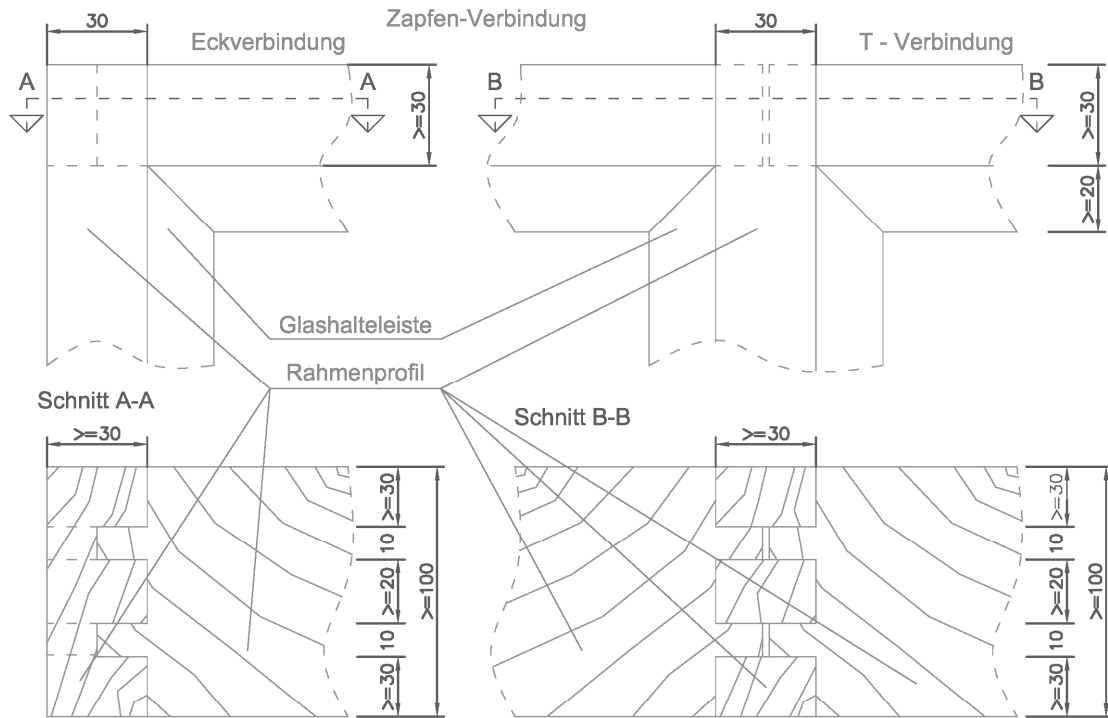 Zapfen-Verbindung
30
30
Eckverbindung
T - Verbindung
A
A
B
B
>=30
>=30
>=20
Glashalteleiste
Rahmenprofil
Schnitt A-A
Schnitt B-B
>=30
>=30
>=30
10
>=20
10
>=30
>=100
>=30
10
>=20
10
>=30
>=100